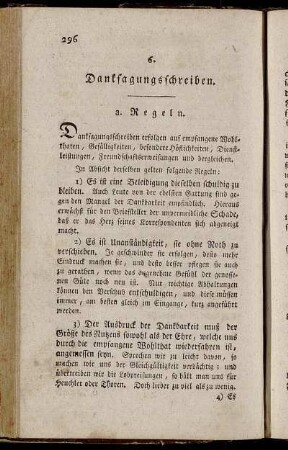 296
6.
Danksagungsschreiben.
a. Regeln.
Danksagungsschreiben erfolgen auf empfangene Wohl-
thaten, Gefälligkeiten, besondere Höflichkeiten, Dienst-
leistungen, Freundschaftsbezeugungen und dergleichen.
In Absicht derselben gelten folgende Regeln:
1) Es ist eine Beleidigung dieselben schuldig zu
bleiben. Auch Leute von der edelsten Gattung sind ge-
gen den Mangel der Dankbarkeit empfindlich. Hieraus
erwächst für den Briefsteller der unvermeidliche Schade,
daß er das Herz seines Korrespondenten sich abgeneigt
macht.
2) Es ist Unanständigkeit, sie ohne Noth zu
verschieben. Je geschwinder sie erfolgen, desto mehr
Eindruck machen sie, und desto besser pflegen sie auch
zu gerathen, wenn das angenehme Gefühl der genosse-
nen Güte noch neu ist. Nur wichtige Abhaltungen
können den Verschub entschuldigen, und diese müssen
immer, am besten gleich im Eingange, kurz angeführt
werden.
3) Der Ausdruck der Dankbarkeit muß der
Größe des Nutzens sowohl als der Ehre, welche uns
durch die empfangene Wohlthat wiederfahren ist,
angemessen seyn. Sprechen wir zu leicht davon, so
machen wir uns der Gleichgültigkeit verdächtig: und
übertreiben wir die Lobpreisungen, so hält man uns für
Heuchler oder Thoren. Doch lieber zu viel als zu wenig.
4) Es